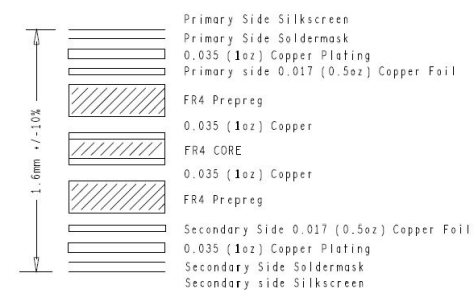 Primary Side Silkscreen
Primary Side Soldermask
0.035 (1oz) Copper Plating
Primary side 0.017 (0.5oz) Copper Foil
FR4 Prepreg
0.035 (1oz) Copper
FR4 CORE
0.035 (1oz) Copper
FR4 Prepreg
Secondary Side 0.017 (0.5oz) Copper Foil
0.035 (1oz) Copper Plating
Secondary Side Soldermask
Secondary side Silkscreen
1.6mm +/-10%